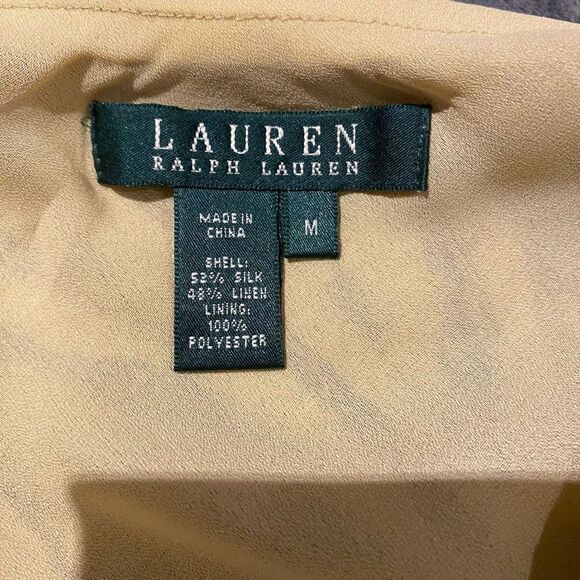 LAUREN
RALPH LAUREN
MADE IN
CHINA
M
SHELL:
52% SILK
48% LINEN
LINING:
100%
POLYESTER